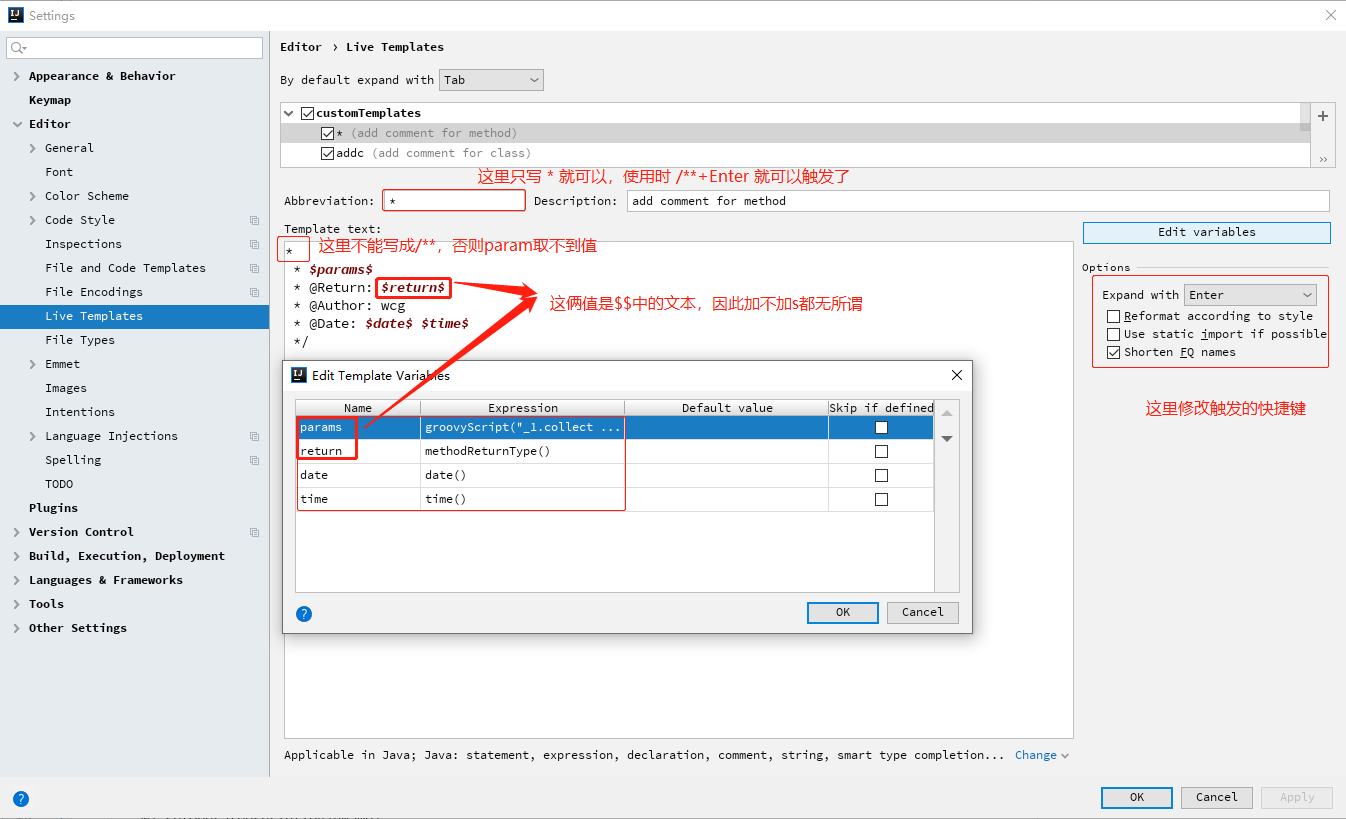 Settings
Appearance & Behavior
Keymap
Editor
General
Font
Color Scheme
Code Style
Inspections
File and Code Templates
File Encodings
Live Templates
File Types
Emmet
Images
Intentions
Language Injections
Spelling
TODO
Plugins
Version Control
Build, Execution, Deployment
Languages & Frameworks
Tools
Other Settings
Editor › Live Templates
By default expand with Tab
customTemplates
* (add comment for method)
addc (add comment for class)
这里只写 * 就可以，使用时 /**+Enter 就可以触发了
Abbreviation: * Description: add comment for method
Template text:
* 这里不能写成/**，否则param取不到值
* $params$
* @Return: $return$
这俩值是$$中的文本，因此加不加s都无所谓
* @Author: wcg
* @Date: $date$ $time$
*/
Edit variables
Options
Expand with Enter
Reformat according to style
Use static import if possible
Shorten FQ names
这里修改触发的快捷键
Edit Template Variables
Name Expression Default value Skip if defined
params groovyScript("_1.collect ...
return methodReturnType()
date date()
time time()
? OK Cancel
Applicable in Java; Java: statement, expression, declaration, comment, string, smart type completion... Change
? OK Cancel Apply